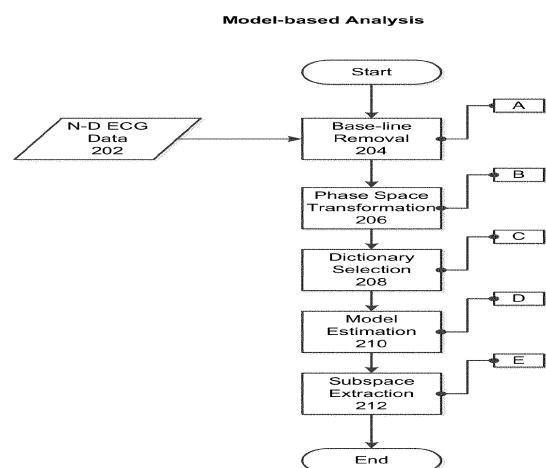 Model-based Analysis
Start
N-D ECG
Data
202
Base-line
Removal
204
A
Phase Space
Transformation
206
B
Dictionary
Selection
208
C
Model
Estimation
210
D
Subspace
Extraction
212
E
End